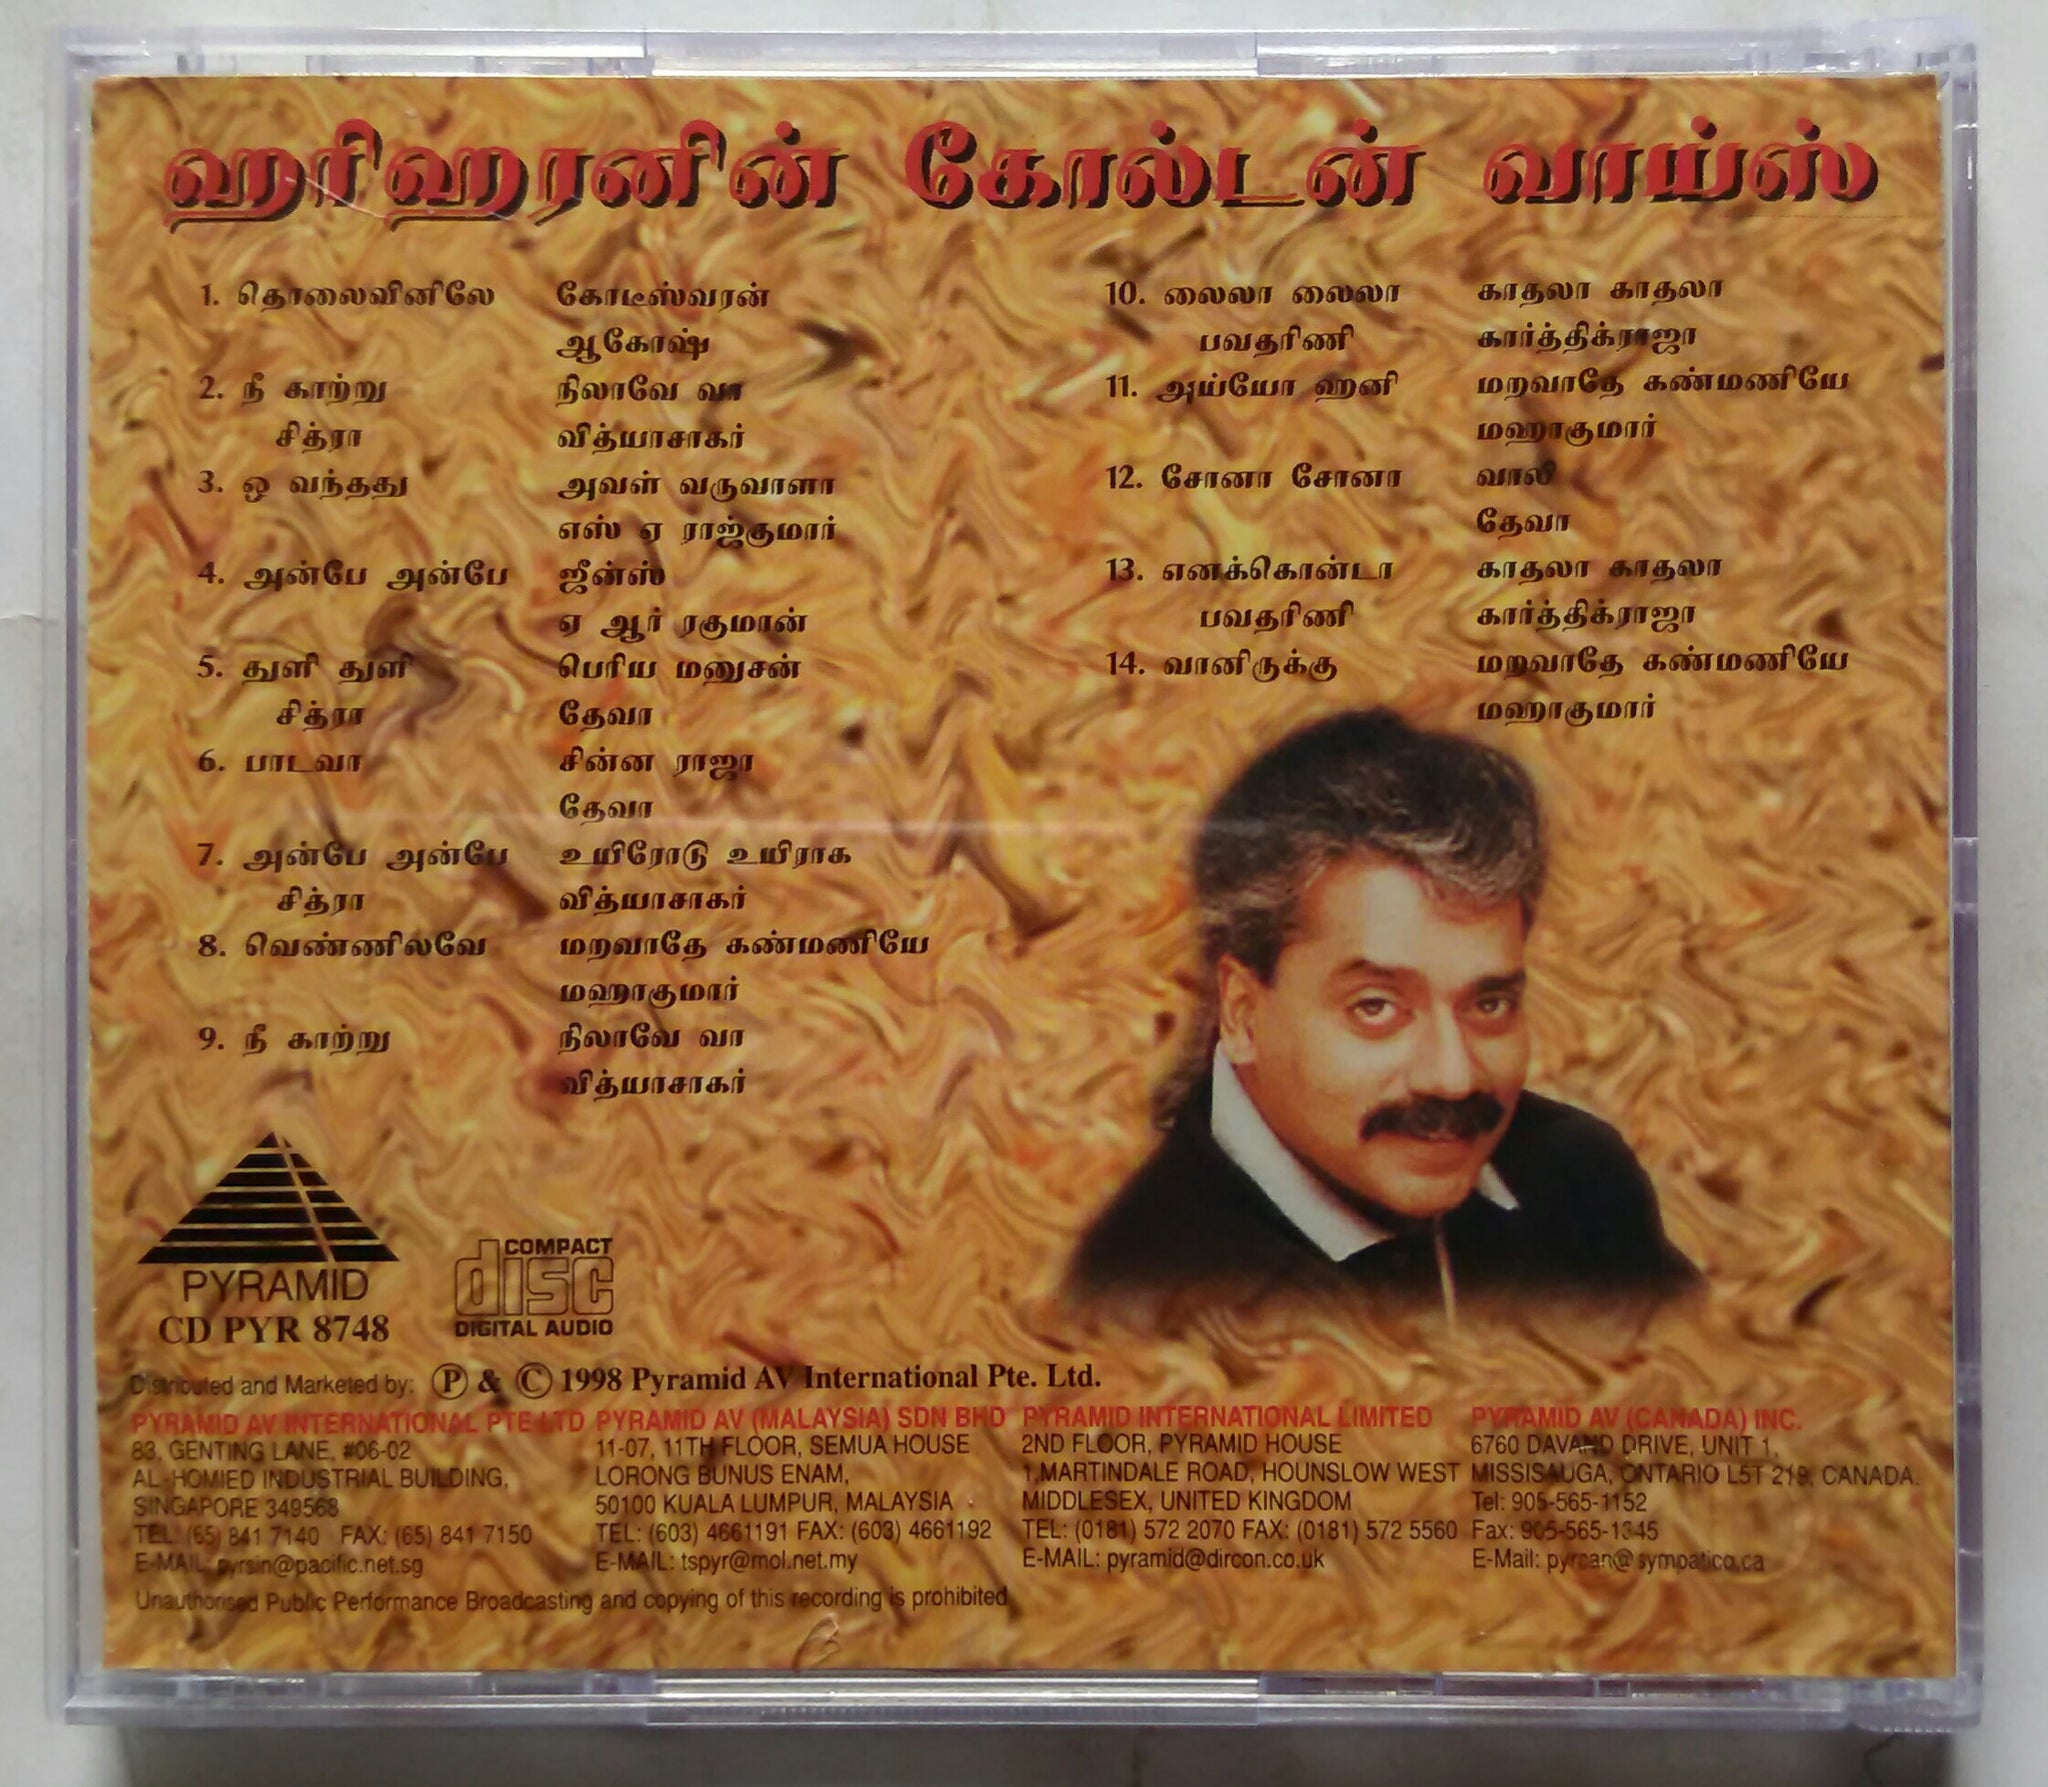 ஹரிஹரனின் கோல்டன் வாய்ஸ்
1. தொலைவினிலே கோடீஸ்வரன்
ஆகோஷ்
2. நீ காற்று நிலாவே வா
சித்ரா வித்யாசாகர்
3. ஒ வந்தது அவள் வருவாளா
எஸ் ஏ ராஜ்குமார்
4. அன்பே அன்பே ஜீன்ஸ்
ஏ ஆர் ரகுமான்
5. துளி துளி பெரிய மனுசன்
சித்ரா தேவா
6. பாடவா சின்ன ராஜா
தேவா
7. அன்பே அன்பே உயிரோடு உயிராக
சித்ரா வித்யாசாகர்
8. வெண்ணிலவே மறவாதே கண்மணியே
மஹாகுமார்
9. நீ காற்று நிலாவே வா
வித்யாசாகர்
10. லைலா லைலா காதலா காதலா
பவதரிணி கார்த்திக்ராஜா
11. அய்யோ ஹனி மறவாதே கண்மணியே
மஹாகுமார்
12. சோனா சோனா வாலி
தேவா
13. எனக்கொன்டா காதலா காதலா
பவதரிணி கார்த்திக்ராஜா
14. வானிருக்கு மறவாதே கண்மணியே
மஹாகுமார்
PYRAMID
CD PYR 8748
COMPACT
disc
DIGITAL AUDIO
Distributed and Marketed by: Ⓟ & © 1998 Pyramid AV International Pte. Ltd.
PYRAMID AV INTERNATIONAL PTE LTD
83, GENTING LANE, #06-02
AL-HOMIED INDUSTRIAL BUILDING,
SINGAPORE 349568
TEL: (65) 841 7140 FAX: (65) 841 7150
E-MAIL: pyrsin@pacific.net.sg
PYRAMID AV (MALAYSIA) SDN BHD
11-07, 11TH FLOOR, SEMUA HOUSE
LORONG BUNUS ENAM,
50100 KUALA LUMPUR, MALAYSIA
TEL: (603) 4661191 FAX: (603) 4661192
E-MAIL: tspyr@mol.net.my
PYRAMID INTERNATIONAL LIMITED
2ND FLOOR, PYRAMID HOUSE
1,MARTINDALE ROAD, HOUNSLOW WEST
MIDDLESEX, UNITED KINGDOM
TEL: (0181) 572 2070 FAX: (0181) 572 5560
E-MAIL: pyramid@dircon.co.uk
PYRAMID AV (CANADA) INC.
6760 DAVAND DRIVE, UNIT 1,
MISSISAUGA, ONTARIO L5T CANADA.
Tel: 905-565-1152
Fax: 905-565-1345
E-Mail: pyrcan@sympatico.ca
Unauthorised Public Performance Broadcasting and copying of this recording is prohibited